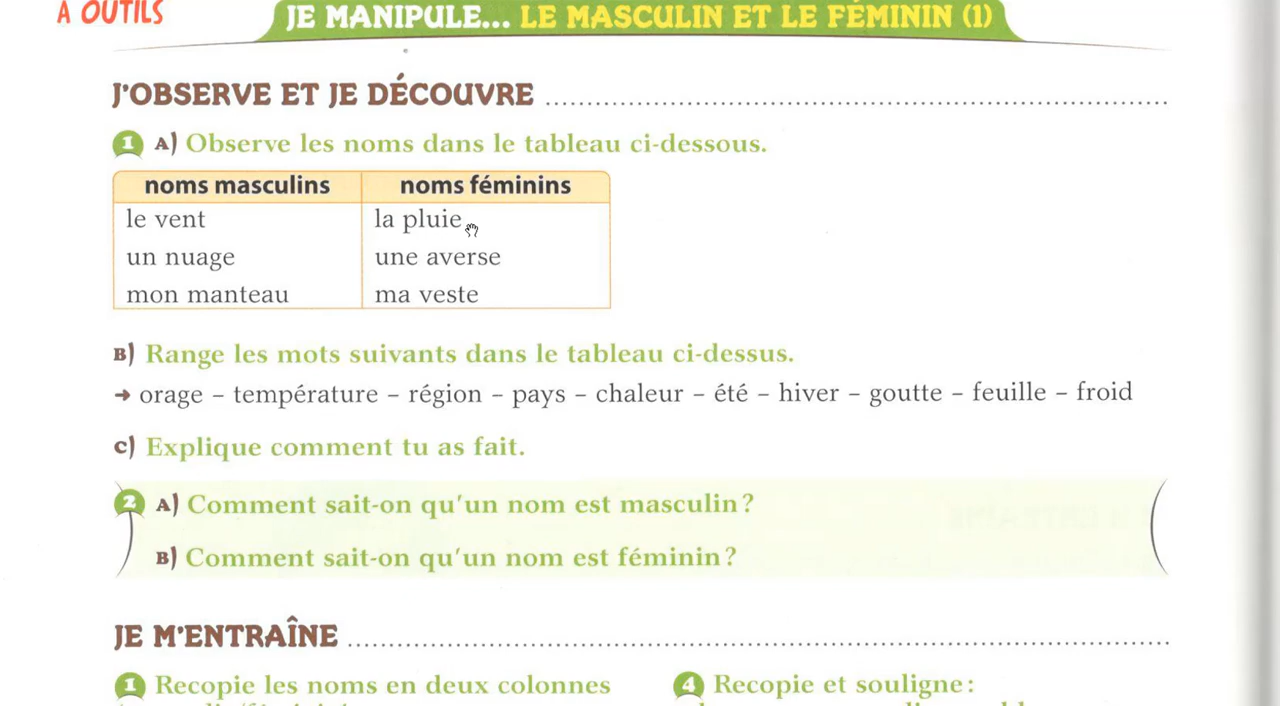 À OUTILS
JE MANIPULE... LE MASCULIN ET LE FÉMININ (1)
J'OBSERVE ET JE DÉCOUVRE
1 A) Observe les noms dans le tableau ci-dessous.
noms masculins noms féminins
le vent la pluie
un nuage une averse
mon manteau ma veste
B) Range les mots suivants dans le tableau ci-dessus.
➜ orage – température – région – pays – chaleur – été – hiver – goutte – feuille – froid
C) Explique comment tu as fait.
2 A) Comment sait-on qu'un nom est masculin ?
B) Comment sait-on qu'un nom est féminin ?
JE M'ENTRAÎNE
1 Recopie les noms en deux colonnes
4 Recopie et souligne :